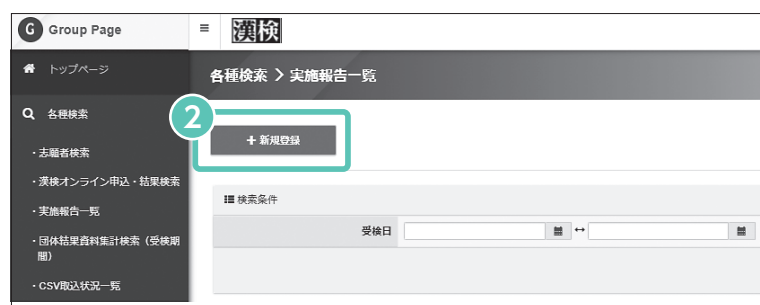 G Group Page
≡ 漢検
トップページ
各種検索 > 実施報告一覧
各種検索
2
+ 新規登録
・志願者検索
・漢検オンライン申込・結果検索
・実施報告一覧
・団体結果資料集計検索（受検期
間）
・CSV取込状況一覧
検索条件
受検日 ↔